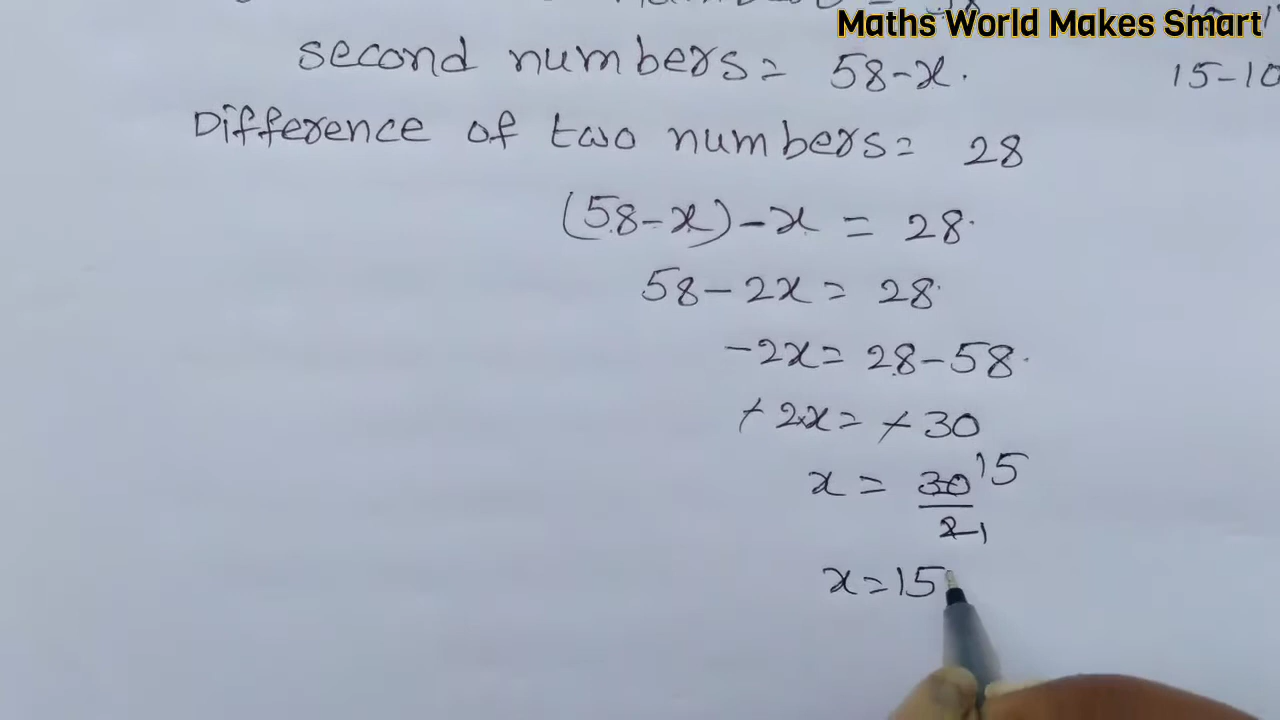 Maths World Makes Smart
second numbers = 58-x.
15-10
Difference of two numbers = 28
(58-x)-x = 28.
58-2x = 28.
-2x = 28-58.
+2x = +30
x = 30/2 15 1
x=15